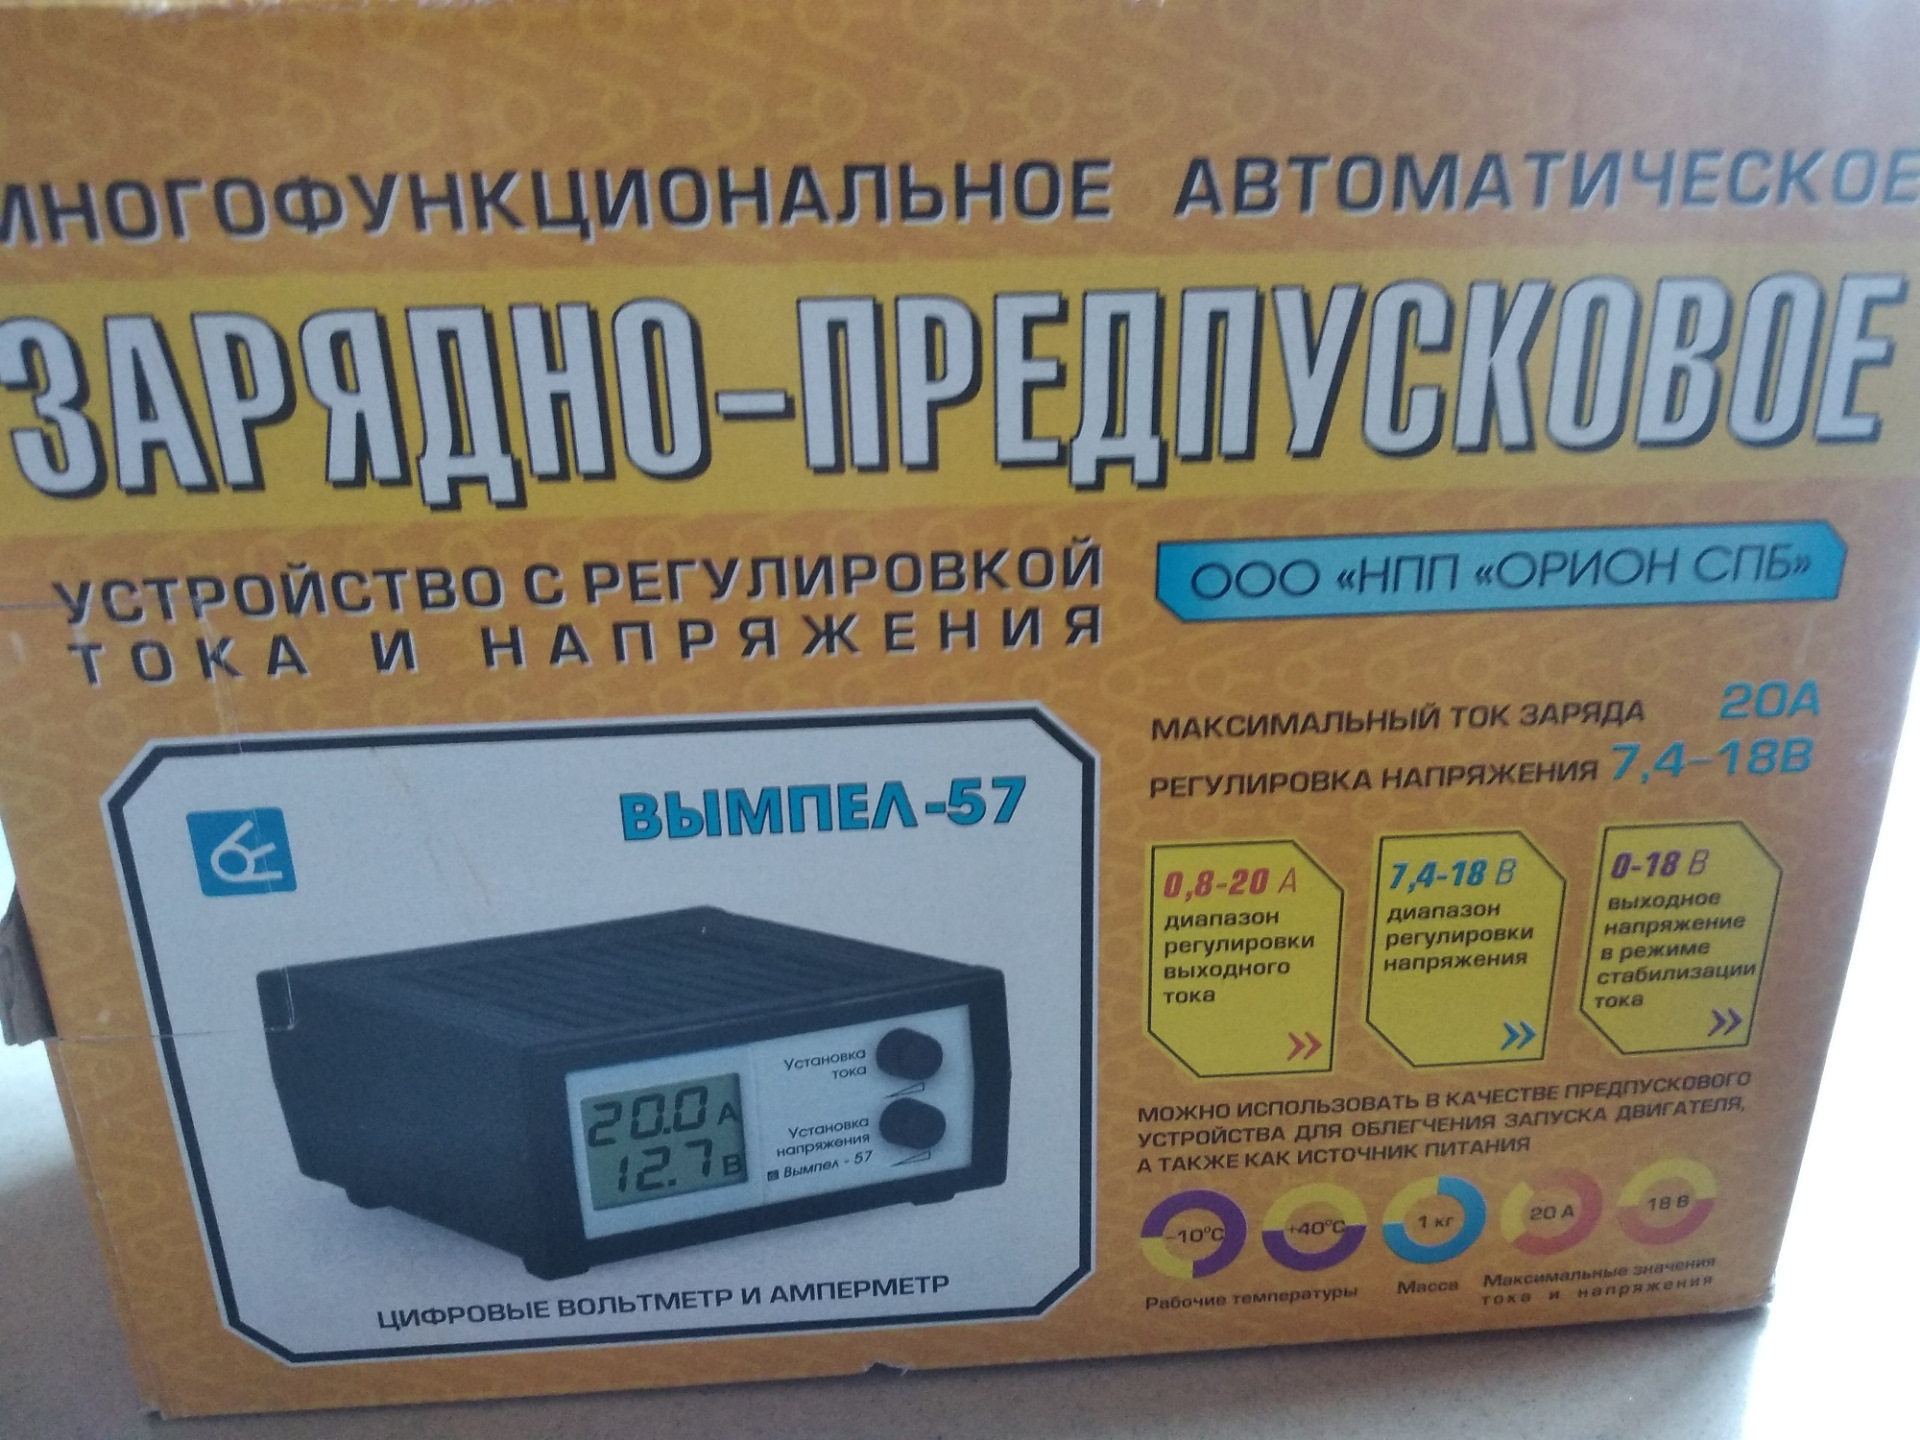 МНОГОФУНКЦИОНАЛЬНОЕ АВТОМАТИЧЕСКОЕ
ЗАРЯДНО-ПРЕДПУСКОВОЕ
УСТРОЙСТВО С РЕГУЛИРОВКОЙ
ТОКА И НАПРЯЖЕНИЯ
ООО «НПП «ОРИОН СПБ»
МАКСИМАЛЬНЫЙ ТОК ЗАРЯДА 20А
РЕГУЛИРОВКА НАПРЯЖЕНИЯ 7,4-18В
ВЫМПЕЛ-57
20.0 А
12.7 В
Установка
тока
Установка
напряжения
Вымпел - 57
ЦИФРОВЫЕ ВОЛЬТМЕТР И АМПЕРМЕТР
0,8-20 А
диапазон
регулировки
выходного
тока
7,4-18 В
диапазон
регулировки
напряжения
0-18 В
выходное
напряжение
в режиме
стабилизации
тока
МОЖНО ИСПОЛЬЗОВАТЬ В КАЧЕСТВЕ ПРЕДПУСКОВОГО
УСТРОЙСТВА ДЛЯ ОБЛЕГЧЕНИЯ ЗАПУСКА ДВИГАТЕЛЯ,
А ТАКЖЕ КАК ИСТОЧНИК ПИТАНИЯ
-10°С +40°С 1 кг 20 А 18 В
Рабочие температуры Масса Максимальные значения
тока и напряжения